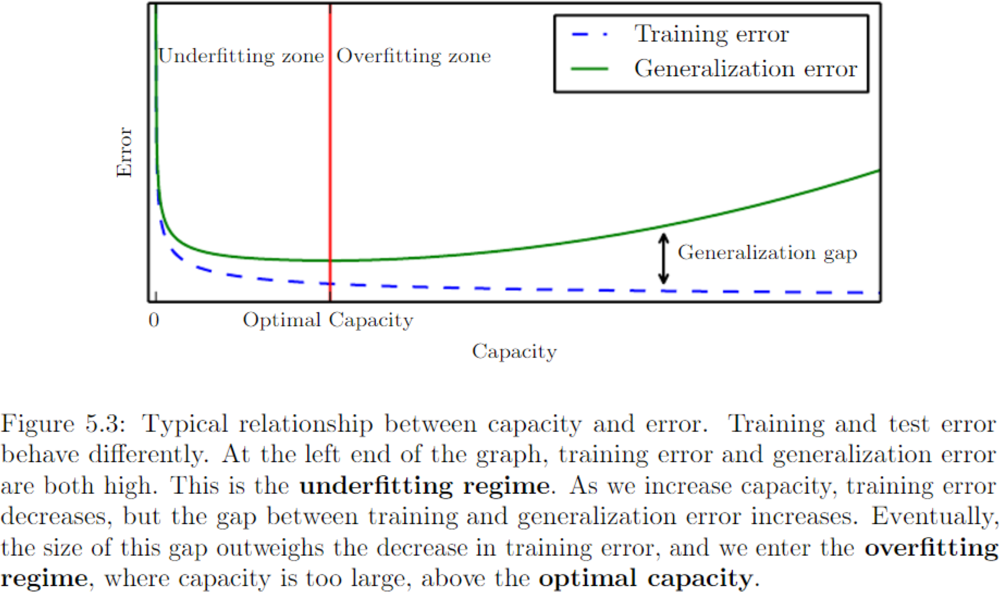 Training error
Underfitting zone Overfitting zone
Generalization error
Error
Generalization gap
0 Optimal Capacity
Capacity
Figure 5.3: Typical relationship between capacity and error. Training and test error
behave differently. At the left end of the graph, training error and generalization error
are both high. This is the underfitting regime. As we increase capacity, training error
decreases, but the gap between training and generalization error increases. Eventually,
the size of this gap outweighs the decrease in training error, and we enter the overfitting
regime, where capacity is too large, above the optimal capacity.